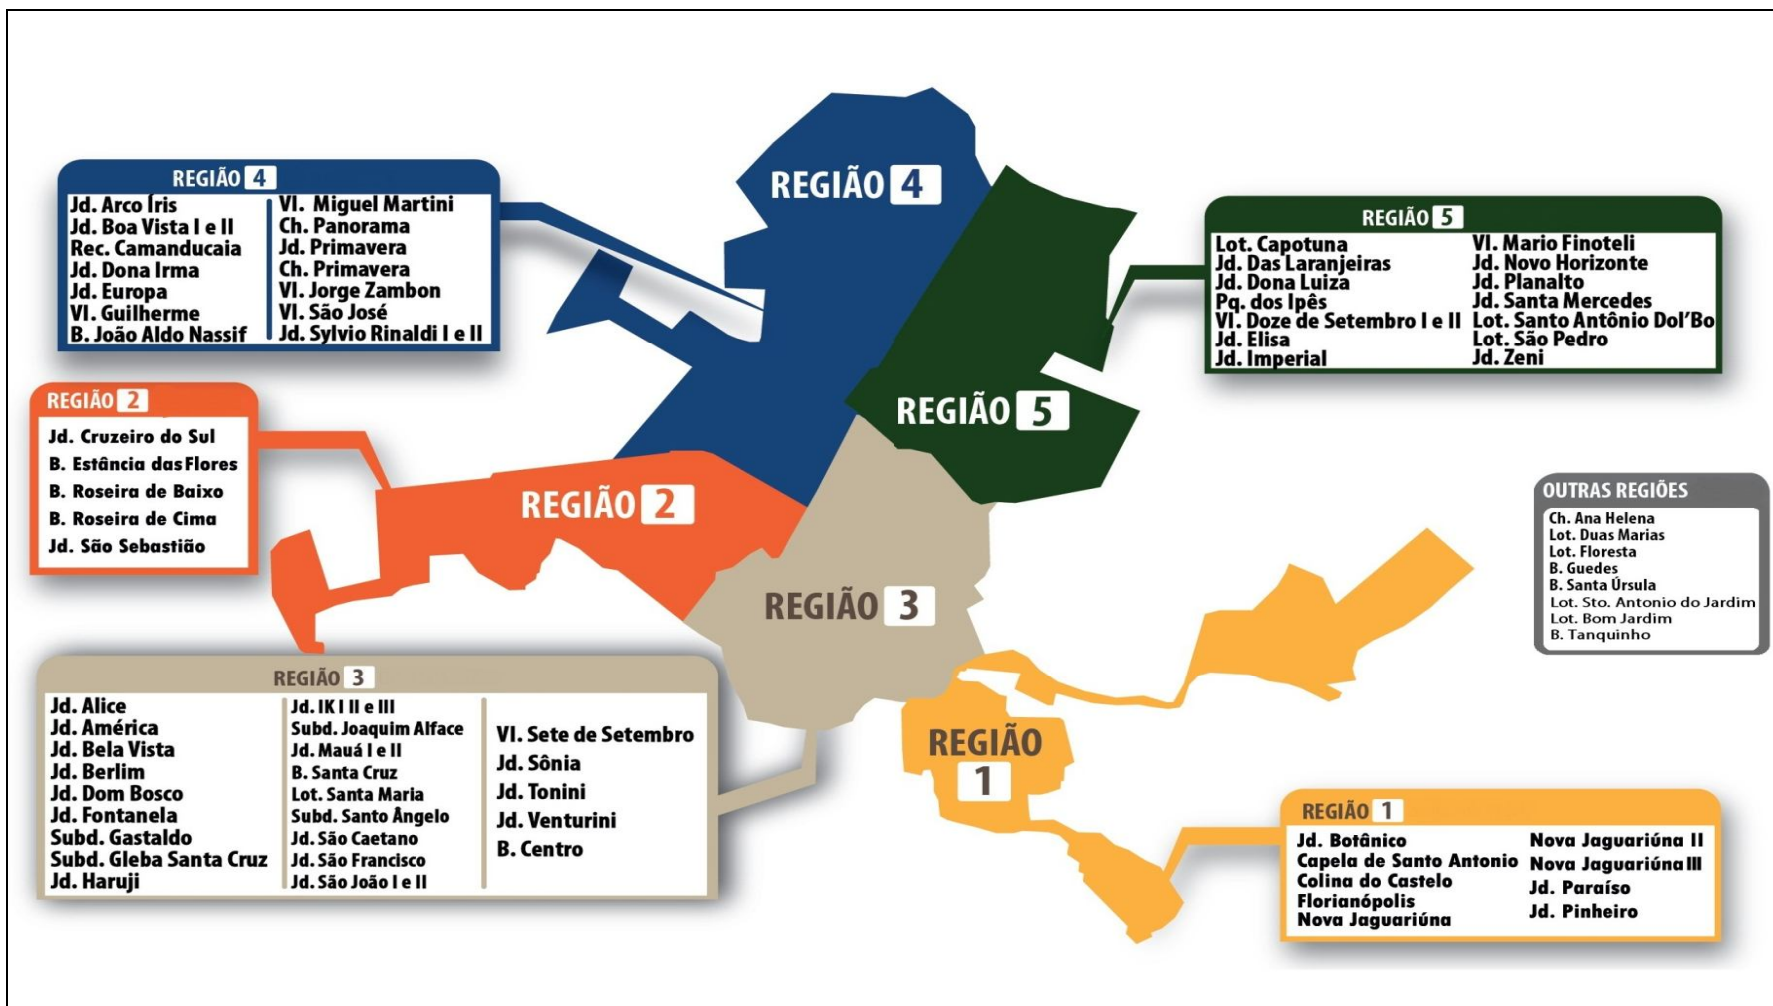 REGIÃO 4
REGIÃO 5
REGIÃO 2
REGIÃO 3
REGIÃO
1
REGIÃO 4
Jd. Arco Íris
Jd. Boa Vista I e II
Rec. Camanducaia
Jd. Dona Irma
Jd. Europa
Vl. Guilherme
B. João Aldo Nassif
Vl. Miguel Martini
Ch. Panorama
Jd. Primavera
Ch. Primavera
Vl. Jorge Zambon
Vl. São José
Jd. Sylvio Rinaldi I e II
REGIÃO 5
Lot. Capotuna
Jd. Das Laranjeiras
Jd. Dona Luiza
Pq. dos Ipês
Vl. Doze de Setembro I e II
Jd. Elisa
Jd. Imperial
Vl. Mario Finoteli
Jd. Novo Horizonte
Jd. Planalto
Jd. Santa Mercedes
Lot. Santo Antônio Dol'Bo
Lot. São Pedro
Jd. Zeni
REGIÃO 2
Jd. Cruzeiro do Sul
B. Estância das Flores
B. Roseira de Baixo
B. Roseira de Cima
Jd. São Sebastião
OUTRAS REGIÕES
Ch. Ana Helena
Lot. Duas Marias
Lot. Floresta
B. Guedes
B. Santa Úrsula
Lot. Sto. Antonio do Jardim
Lot. Bom Jardim
B. Tanquinho
REGIÃO 3
Jd. Alice
Jd. América
Jd. Bela Vista
Jd. Berlim
Jd. Dom Bosco
Jd. Fontanela
Subd. Gastaldo
Subd. Gleba Santa Cruz
Jd. Haruji
Jd. IK I II e III
Subd. Joaquim Alface
Jd. Mauá I e II
B. Santa Cruz
Lot. Santa Maria
Subd. Santo Ângelo
Jd. São Caetano
Jd. São Francisco
Jd. São João I e II
Vl. Sete de Setembro
Jd. Sônia
Jd. Tonini
Jd. Venturini
B. Centro
REGIÃO 1
Jd. Botânico
Capela de Santo Antonio
Colina do Castelo
Florianópolis
Nova Jaguariúna
Nova Jaguariúna II
Nova Jaguariúna III
Jd. Paraíso
Jd. Pinheiro